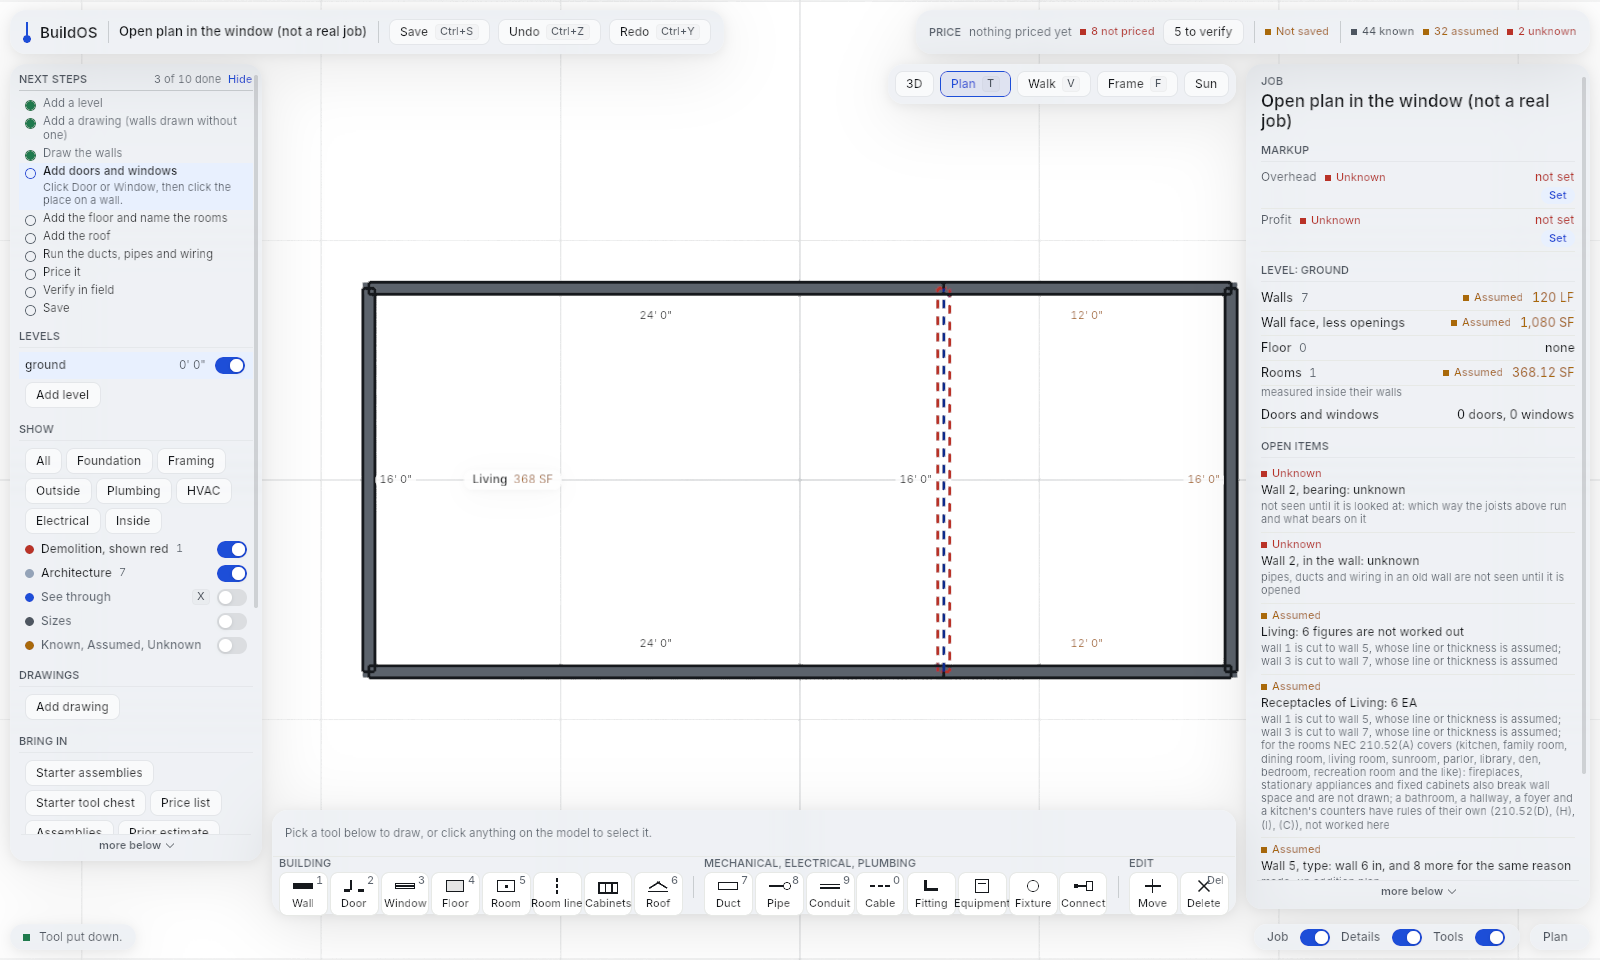 BuildOS
Open plan in the window (not a real job)
Save Ctrl+S
Undo Ctrl+Z
Redo Ctrl+Y
PRICE nothing priced yet 8 not priced 5 to verify Not saved 44 known 32 assumed 2 unknown
NEXT STEPS 3 of 10 done Hide
Add a level
Add a drawing (walls drawn without
one)
Draw the walls
Add doors and windows
Click Door or Window, then click the
place on a wall.
Add the floor and name the rooms
Add the roof
Run the ducts, pipes and wiring
Price it
Verify in field
Save
LEVELS
ground 0' 0"
Add level
SHOW
All Foundation Framing
Outside Plumbing HVAC
Electrical Inside
Demolition, shown red 1
Architecture 7
See through X
Sizes
Known, Assumed, Unknown
DRAWINGS
Add drawing
BRING IN
Starter assemblies
Starter tool chest Price list
Assemblies Prior estimate
more below
Tool put down.
3D Plan T Walk V Frame F Sun
24' 0" 12' 0"
16' 0" Living 368 SF 16' 0" 16' 0"
24' 0" 12' 0"
Pick a tool below to draw, or click anything on the model to select it.
BUILDING
Wall 1 Door 2 Window 3 Floor 4 Room 5 Room line Cabinets Roof 6
MECHANICAL, ELECTRICAL, PLUMBING
Duct 7 Pipe 8 Conduit 9 Cable 0 Fitting Equipment Fixture Connect
EDIT
Move Delete Del
JOB
Open plan in the window (not a real
job)
MARKUP
Overhead Unknown not set
Set
Profit Unknown not set
Set
LEVEL: GROUND
Walls 7 Assumed 120 LF
Wall face, less openings Assumed 1,080 SF
Floor 0 none
Rooms 1 Assumed 368.12 SF
measured inside their walls
Doors and windows 0 doors, 0 windows
OPEN ITEMS
Unknown
Wall 2, bearing: unknown
not seen until it is looked at: which way the joists above run
and what bears on it
Unknown
Wall 2, in the wall: unknown
pipes, ducts and wiring in an old wall are not seen until it is
opened
Assumed
Living: 6 figures are not worked out
wall 1 is cut to wall 5, whose line or thickness is assumed;
wall 3 is cut to wall 7, whose line or thickness is assumed
Assumed
Receptacles of Living: 6 EA
wall 1 is cut to wall 5, whose line or thickness is assumed;
wall 3 is cut to wall 7, whose line or thickness is assumed;
for the rooms NEC 210.52(A) covers (kitchen, family room,
dining room, living room, sunroom, parlor, library, den,
bedroom, recreation room and the like): fireplaces,
stationary appliances and fixed cabinets also break wall
space and are not drawn; a bathroom, a hallway, a foyer and
a kitchen's counters have rules of their own (210.52(D), (H),
(I), (C)), not worked here
Assumed
Wall 5, type: wall 6 in, and 8 more for the same reason
more below
Job Details Tools Plan